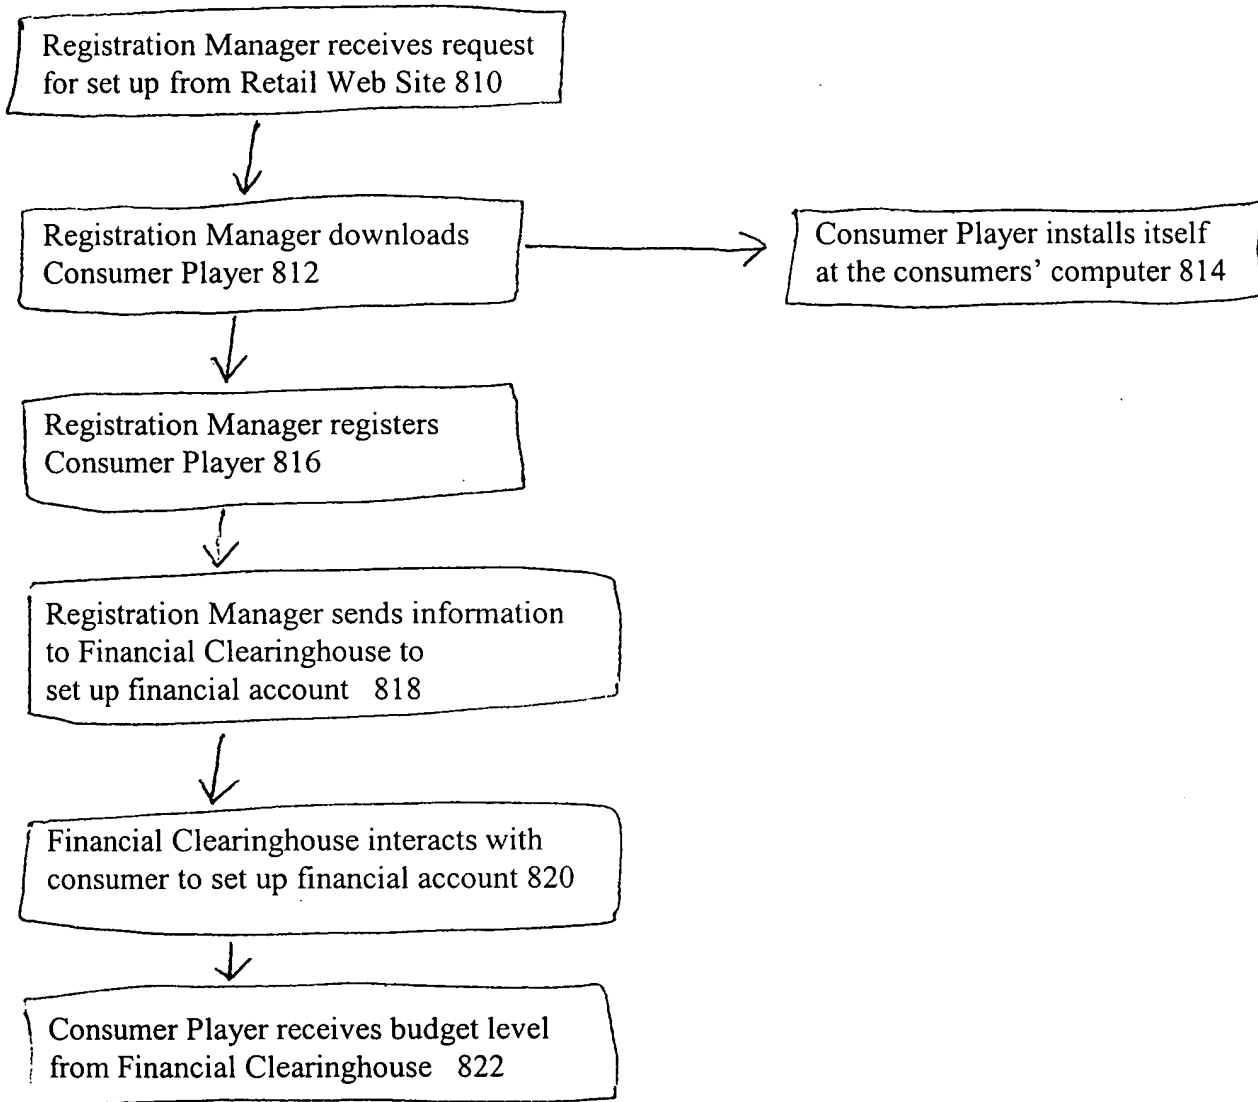 Registration Manager receives request
for set up from Retail Web Site 810
Registration Manager downloads
Consumer Player 812
Consumer Player installs itself
at the consumers’ computer 814
Registration Manager registers
Consumer Player 816
Registration Manager sends information
to Financial Clearinghouse to
set up financial account 818
Financial Clearinghouse interacts with
consumer to set up financial account 820
Consumer Player receives budget level
from Financial Clearinghouse 822